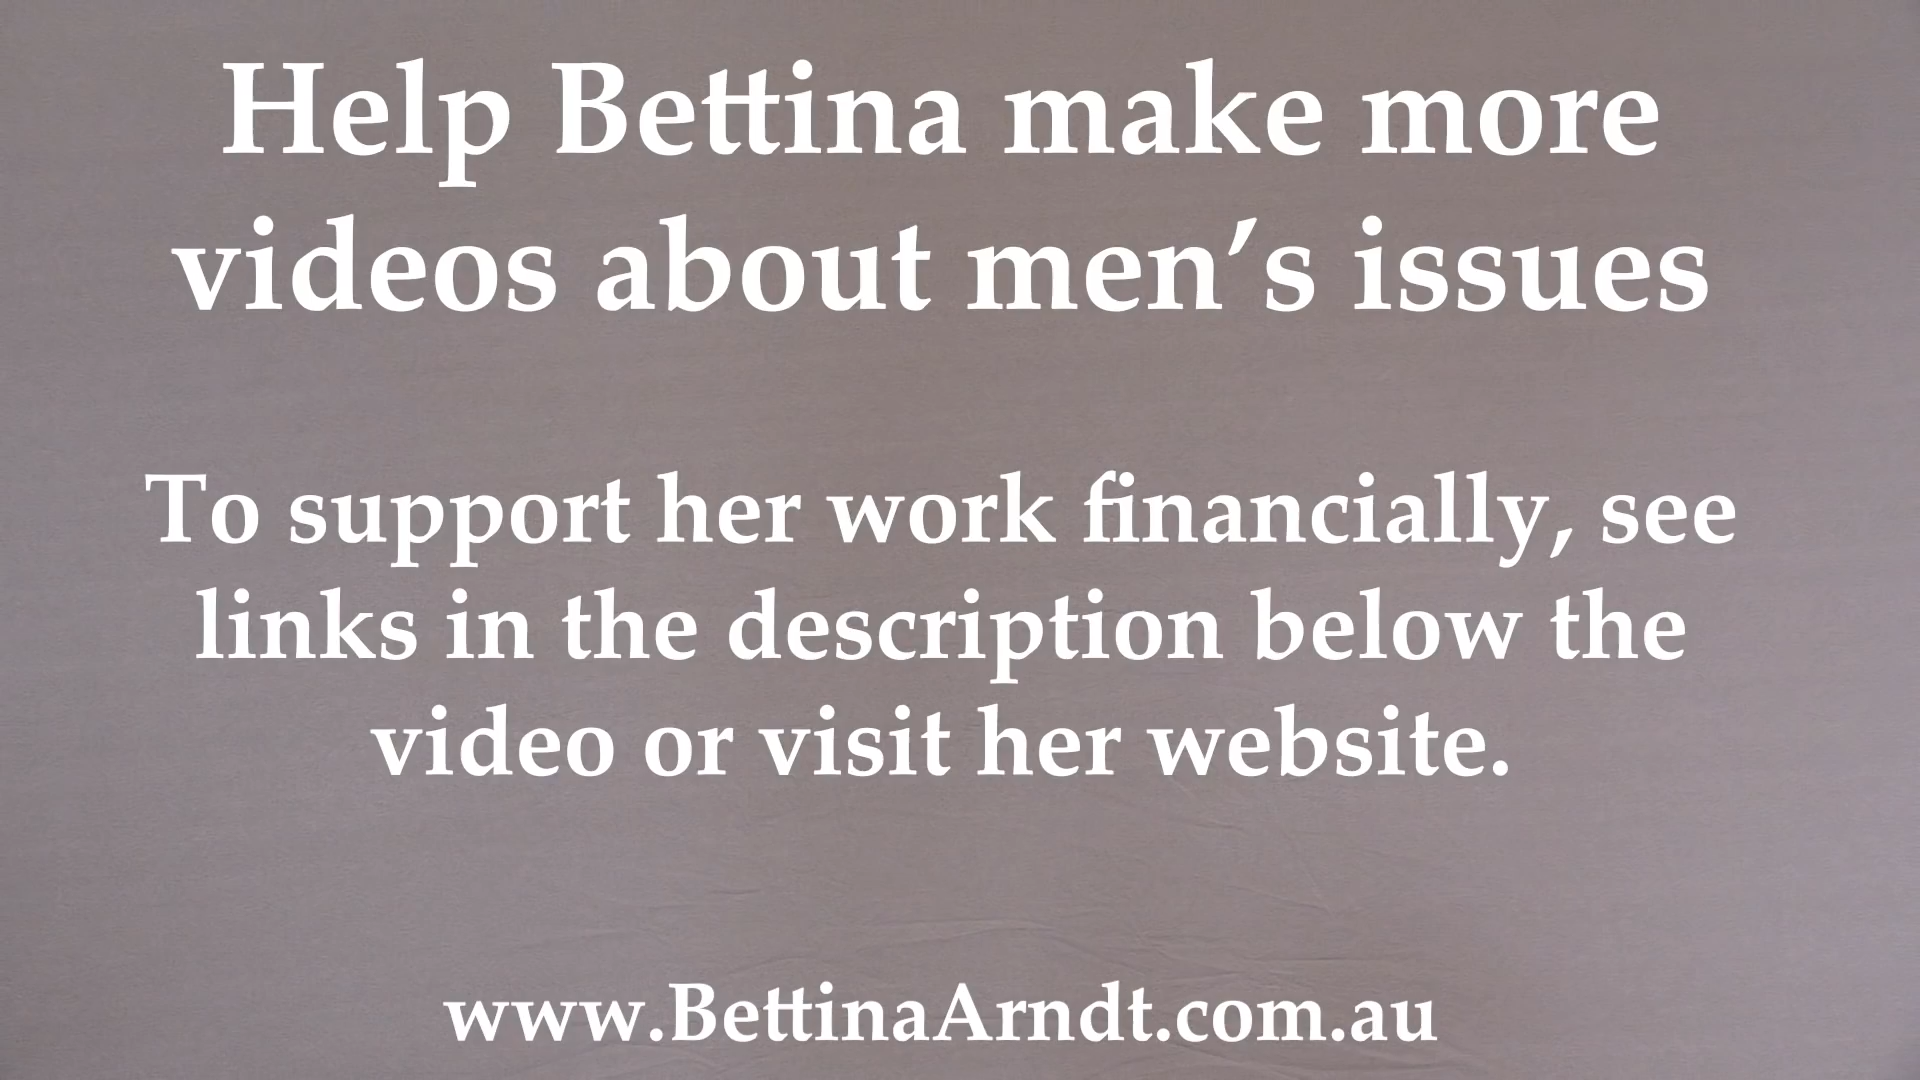 Help Bettina make more
videos about men’s issues
To support her work financially, see
links in the description below the
video or visit her website.
www.BettinaArndt.com.au